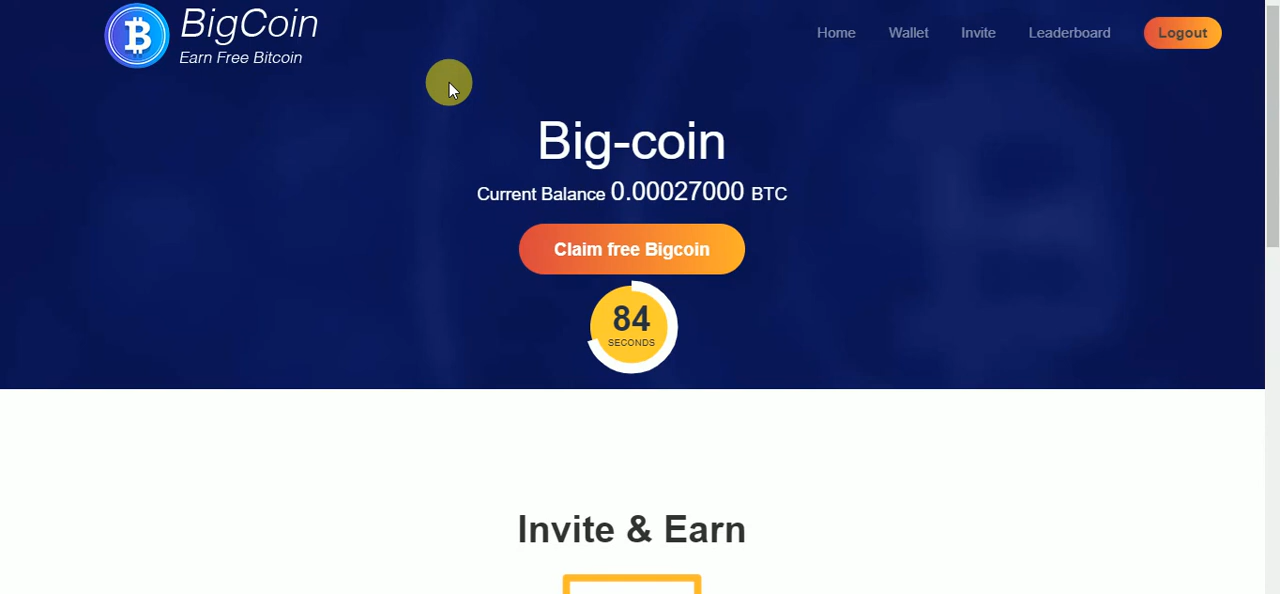 BigCoin
Earn Free Bitcoin
Home Wallet Invite Leaderboard Logout
Big-coin
Current Balance 0.00027000 BTC
Claim free Bigcoin
84
SECONDS
Invite & Earn